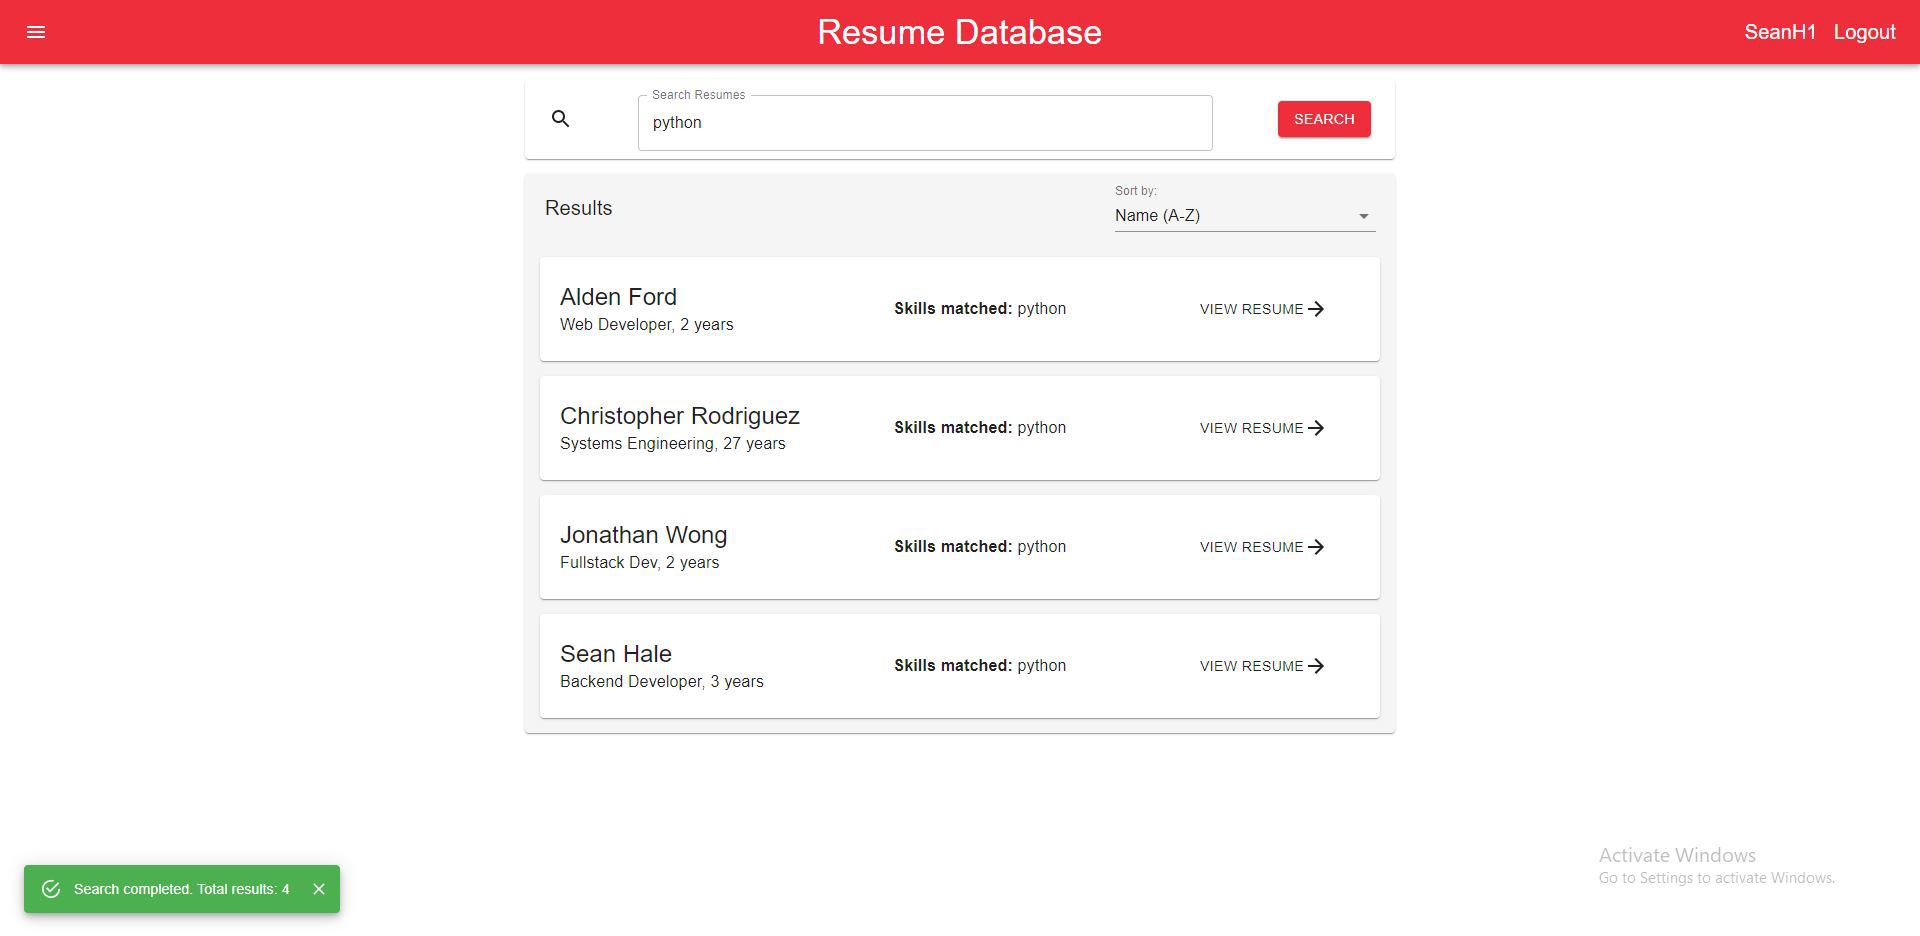 Resume Database
SeanH1
Logout
Search Resumes
python
SEARCH
Results
Sort by:
Name (A-Z)
Alden Ford
Web Developer, 2 years
Skills matched: python
VIEW RESUME
Christopher Rodriguez
Systems Engineering, 27 years
Skills matched: python
VIEW RESUME
Jonathan Wong
Fullstack Dev, 2 years
Skills matched: python
VIEW RESUME
Sean Hale
Backend Developer, 3 years
Skills matched: python
VIEW RESUME
Activate Windows
Go to Settings to activate Windows.
Search completed. Total results: 4